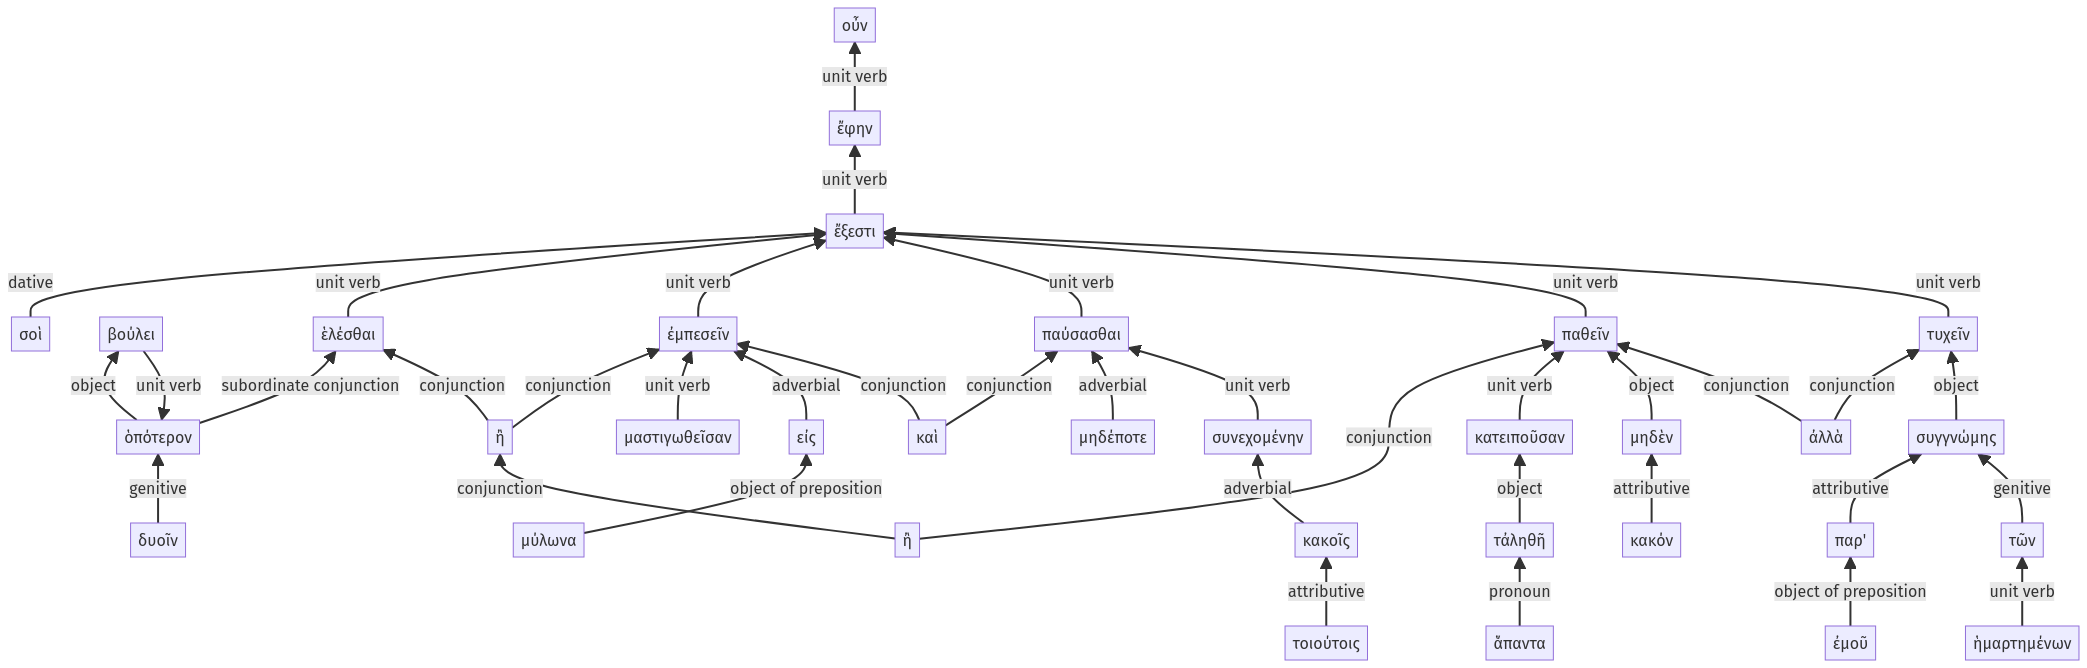 οὖν
unit verb
ἔφην
unit verb
ἔξεστι
dative unit verb unit verb unit verb unit verb unit verb
σοὶ βούλει ἑλέσθαι ἐμπεσεῖν παύσασθαι παθεῖν τυχεῖν
object unit verb subordinate conjunction conjunction conjunction unit verb adverbial conjunction conjunction adverbial unit verb unit verb object conjunction conjunction object
ὁπότερον ἢ μαστιγωθεῖσαν εἰς καὶ μηδέποτε συνεχομένην conjunction κατειποῦσαν μηδὲν ἀλλὰ συγγνώμης
genitive conjunction object of preposition adverbial object attributive attributive genitive
δυοῖν μύλωνα ἢ κακοῖς τἀληθῆ κακόν παρ' τῶν
attributive pronoun object of preposition unit verb
τοιούτοις ἅπαντα ἐμοῦ ἡμαρτημένων